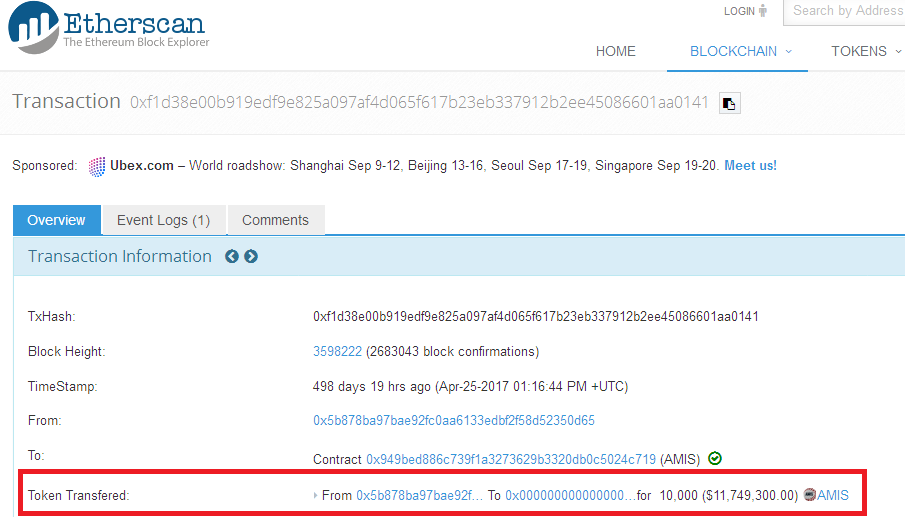 Etherscan
The Ethereum Block Explorer
LOGIN
Search by Address
HOME
BLOCKCHAIN
TOKENS
Transaction 0xf1d38e00b919edf9e825a097af4d065f617b23eb337912b2ee45086601aa0141
Sponsored: Ubex.com – World roadshow: Shanghai Sep 9-12, Beijing 13-16, Seoul Sep 17-19, Singapore Sep 19-20. Meet us!
Overview
Event Logs (1)
Comments
Transaction Information
TxHash: 0xf1d38e00b919edf9e825a097af4d065f617b23eb337912b2ee45086601aa0141
Block Height: 3598222 (2683043 block confirmations)
TimeStamp: 498 days 19 hrs ago (Apr-25-2017 01:16:44 PM +UTC)
From: 0x5b878ba97bae92fc0aa6133edbf2f58d52350d65
To: Contract 0x949bed886c739f1a3273629b3320db0c5024c719 (AMIS)
Token Transfered: From 0x5b878ba97bae92f... To 0x000000000000000...for 10,000 ($11,749,300.00) AMIS